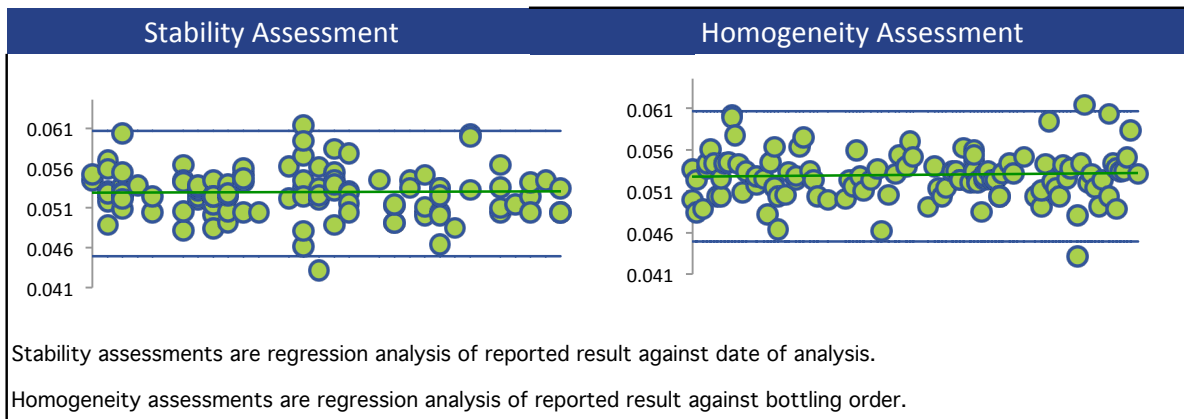 Stability Assessment
Homogeneity Assessment
0.061
0.056
0.051
0.046
0.041
0.061
0.056
0.051
0.046
0.041
Stability assessments are regression analysis of reported result against date of analysis.
Homogeneity assessments are regression analysis of reported result against bottling order.